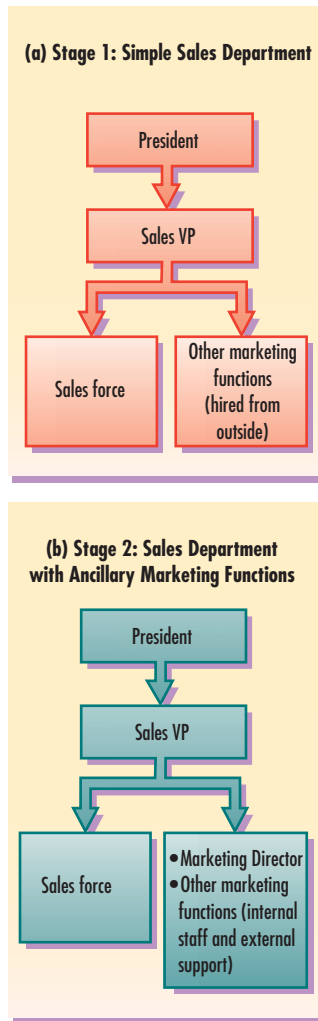 (a) Stage 1: Simple Sales Department
President
Sales VP
Sales force
Other marketing
functions
(hired from
outside)
(b) Stage 2: Sales Department
with Ancillary Marketing Functions
President
Sales VP
Sales force
•Marketing Director
•Other marketing
functions (internal
staff and external
support)